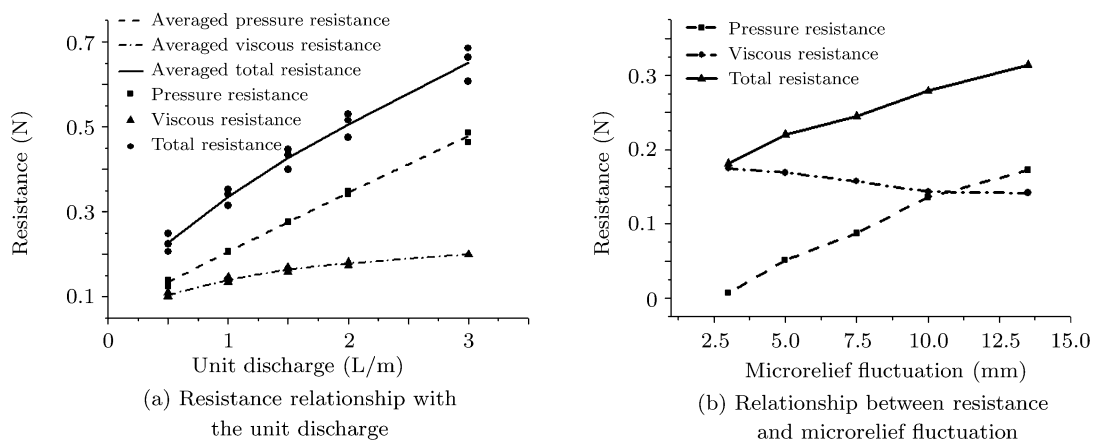 Averaged pressure resistance
Averaged viscous resistance
Averaged total resistance
Pressure resistance
Viscous resistance
Total resistance
0.7
0.5
0.3
0.1
Resistance (N)
0
1
2
3
Unit discharge (L/m)
(a) Resistance relationship with
the unit discharge
Pressure resistance
Viscous resistance
Total resistance
0.3
0.2
0.1
0
Resistance (N)
2.5
5.0
7.5
10.0
12.5
15.0
Microrelief fluctuation (mm)
(b) Relationship between resistance
and microrelief fluctuation